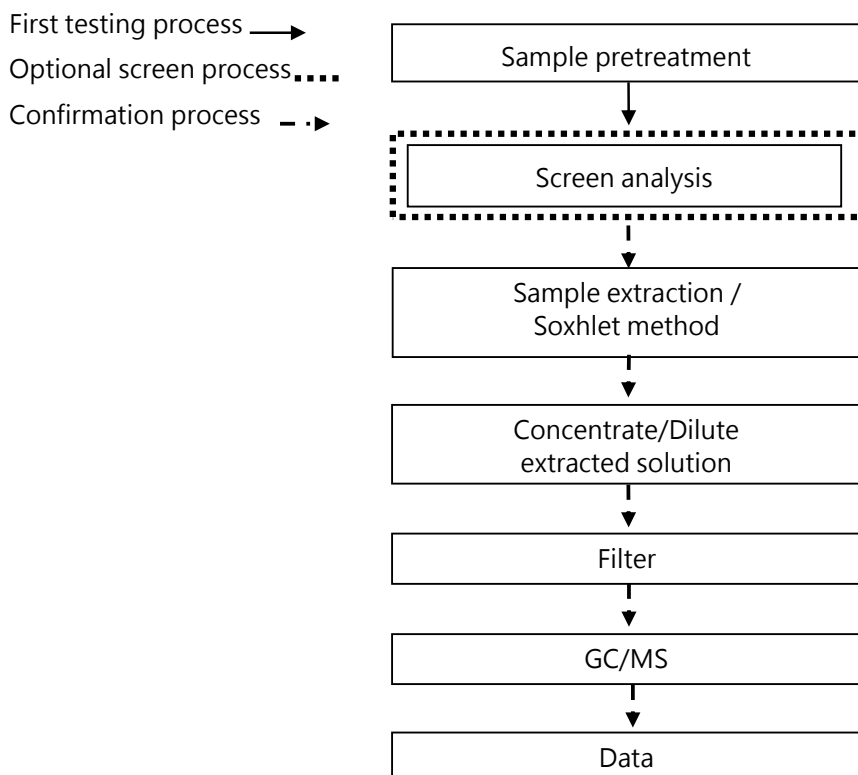 First testing process
Optional screen process
Confirmation process
Sample pretreatment
Screen analysis
Sample extraction /
Soxhlet method
Concentrate/Dilute
extracted solution
Filter
GC/MS
Data